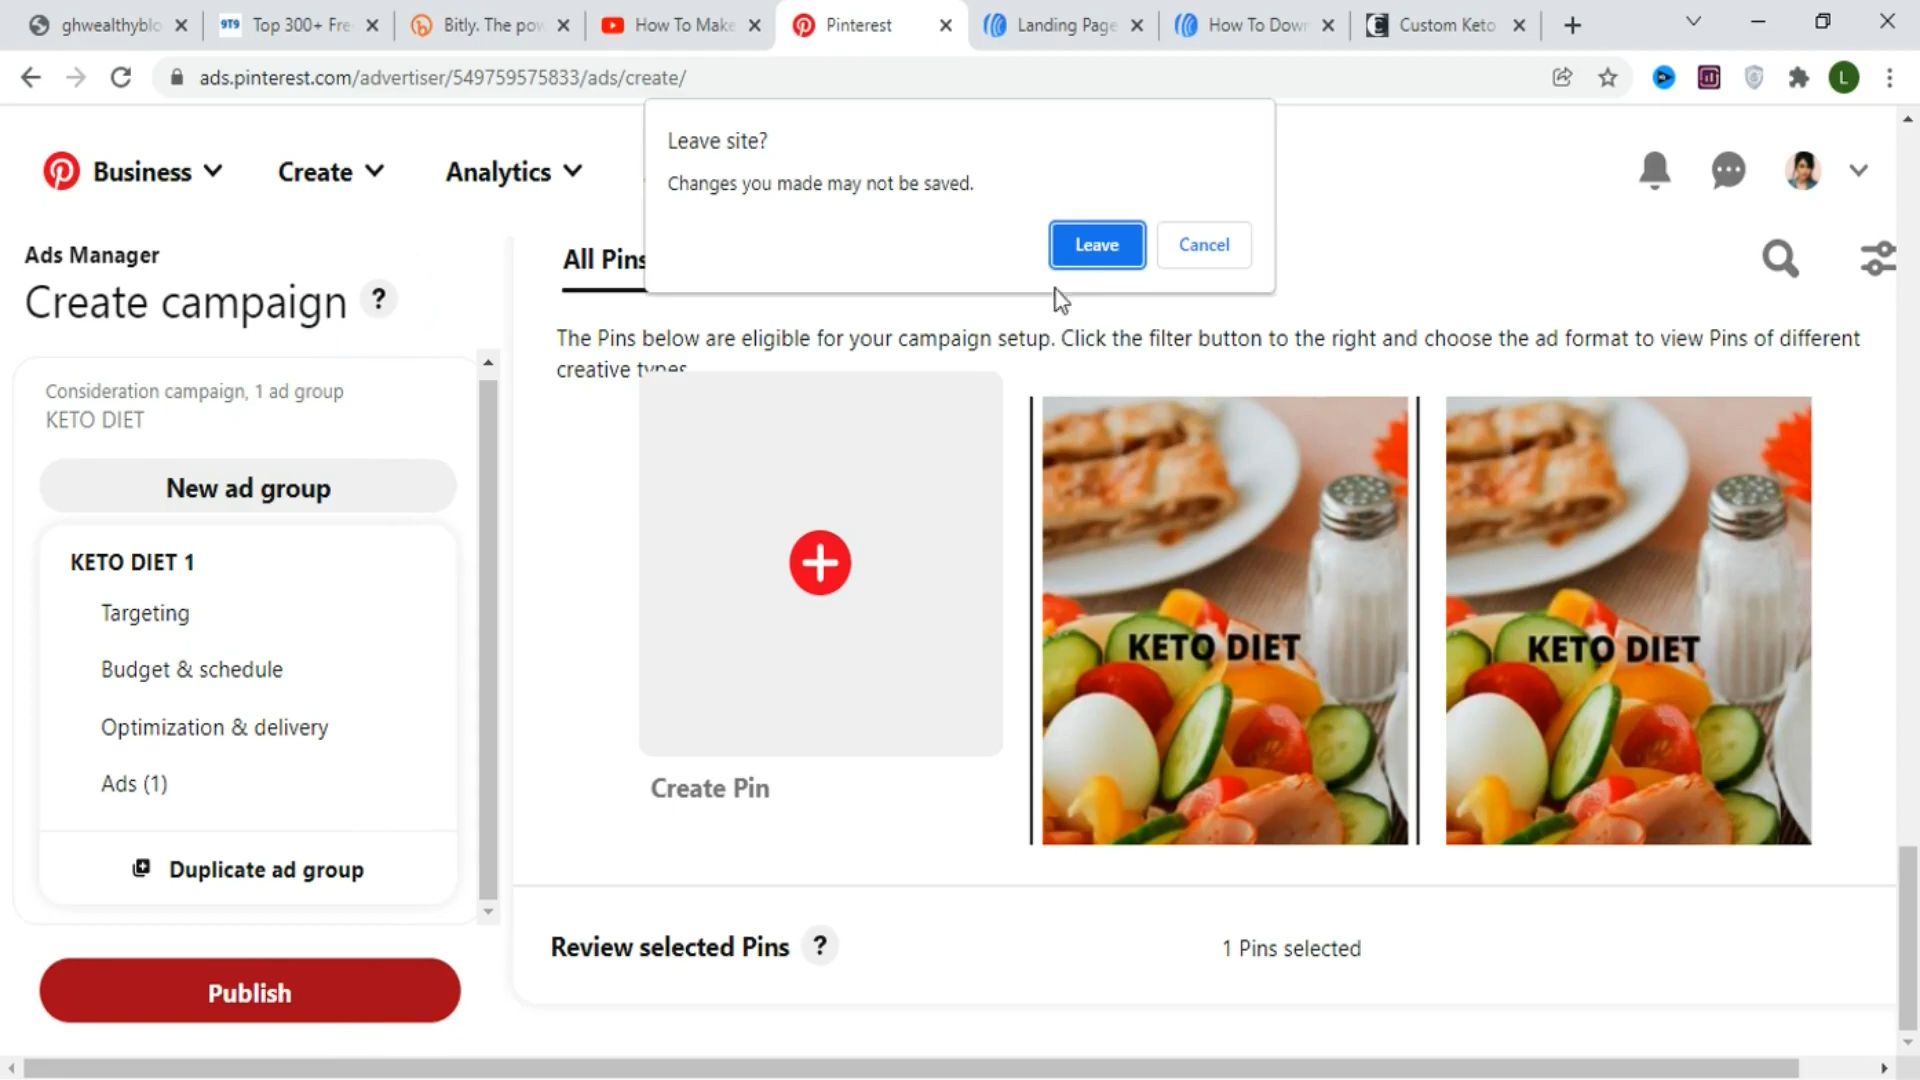 ghwealthyblo
9T9 Top 300+ Fre
Bitly. The pow
How To Make
Pinterest
Landing Page
How To Down
Custom Keto
ads.pinterest.com/advertiser/549759575833/ads/create/
L
Leave site?
Changes you made may not be saved.
Leave Cancel
Business Create Analytics
Ads Manager
Create campaign ?
Consideration campaign, 1 ad group
KETO DIET
New ad group
KETO DIET 1
Targeting
Budget & schedule
Optimization & delivery
Ads (1)
Duplicate ad group
Publish
All Pins
The Pins below are eligible for your campaign setup. Click the filter button to the right and choose the ad format to view Pins of different
creative types
Create Pin
KETO DIET
KETO DIET
Review selected Pins ? 1 Pins selected